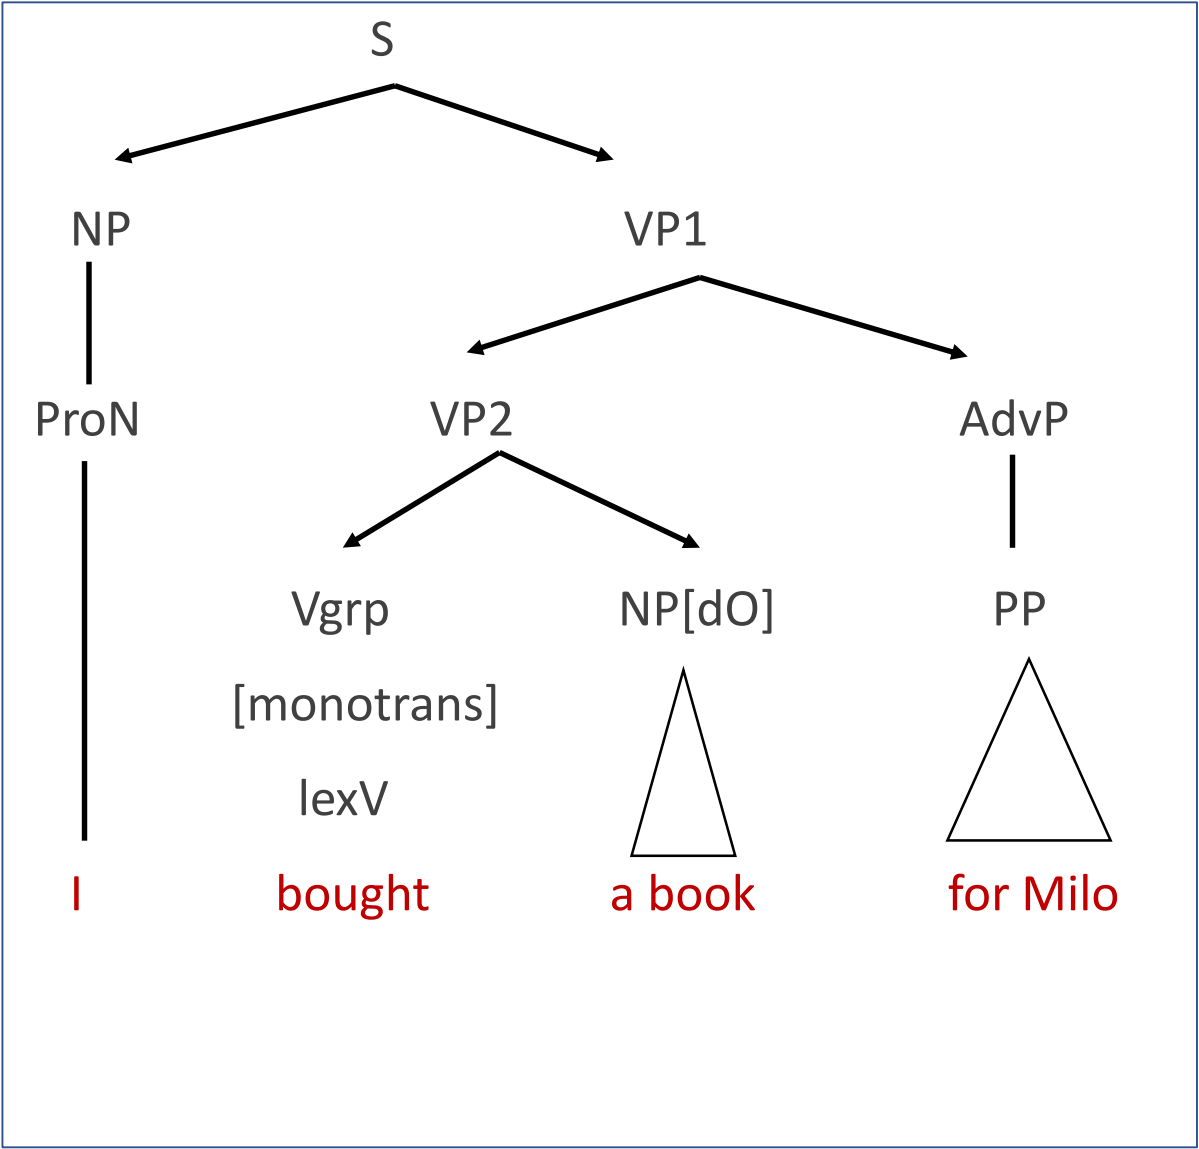 S
NP VP1
ProN VP2 AdvP
Vgrp NP[dO] PP
[monotrans]
lexV
I bought a book for Milo